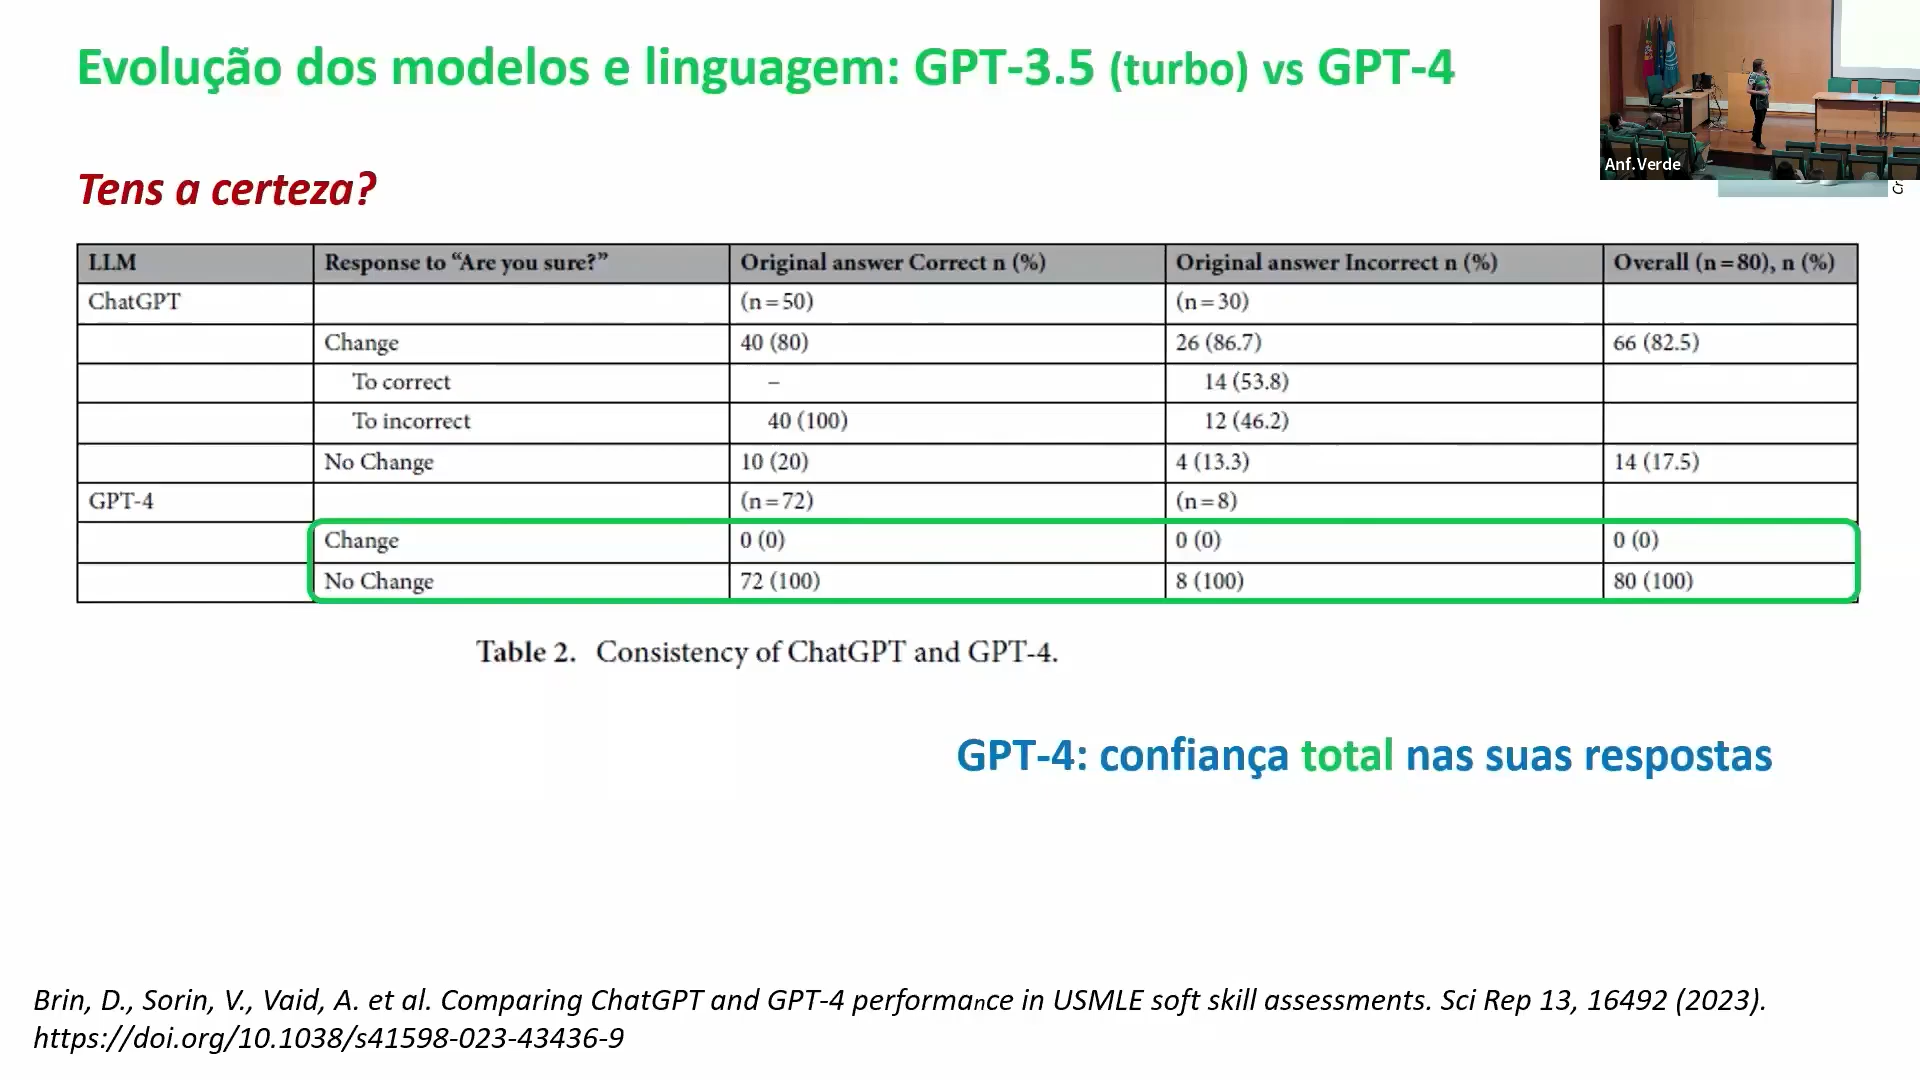 Evolução dos modelos e linguagem: GPT-3.5 (turbo) vs GPT-4
Anf.Verde
Cr
Tens a certeza?
LLM Response to “Are you sure?” Original answer Correct n (%) Original answer Incorrect n (%) Overall (n=80), n (%)
ChatGPT (n=50) (n=30)
Change 40 (80) 26 (86.7) 66 (82.5)
To correct – 14 (53.8)
To incorrect 40 (100) 12 (46.2)
No Change 10 (20) 4 (13.3) 14 (17.5)
GPT-4 (n=72) (n=8)
Change 0 (0) 0 (0) 0 (0)
No Change 72 (100) 8 (100) 80 (100)
Table 2. Consistency of ChatGPT and GPT-4.
GPT-4: confiança total nas suas respostas
Brin, D., Sorin, V., Vaid, A. et al. Comparing ChatGPT and GPT-4 performance in USMLE soft skill assessments. Sci Rep 13, 16492 (2023).
https://doi.org/10.1038/s41598-023-43436-9